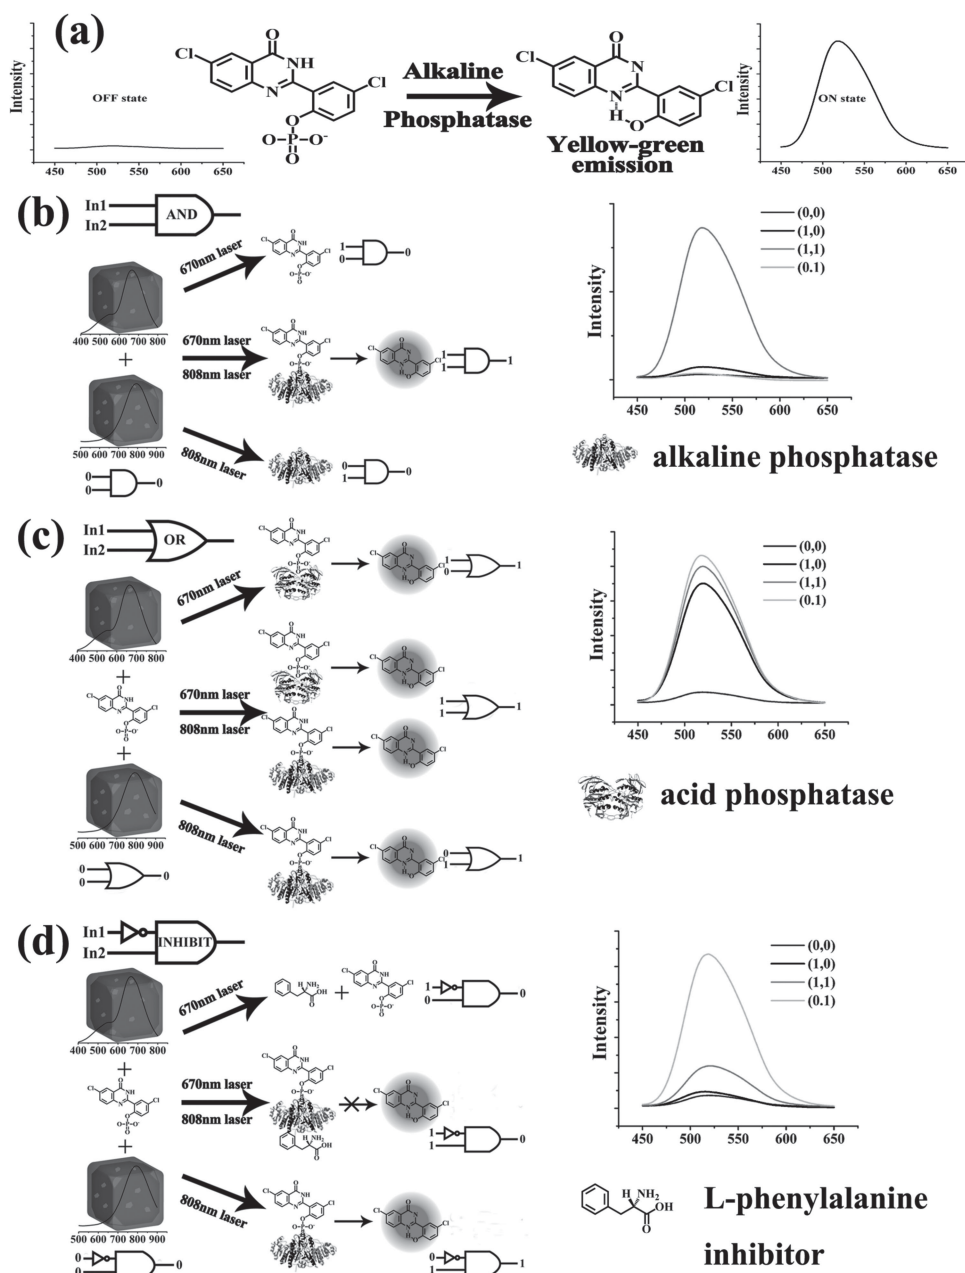 (a)
Intensity
OFF state
450 500 550 600 650
Cl
O
NH
N
Cl
O
O-P-O-
O
Alkaline
Phosphatase
Cl
O
N
N
Cl
H
O
Yellow-green
emission
Intensity
ON state
450 500 550 600 650
(b)
In1
In2
AND
400 500 600 700 800
+
500 600 700 800 900
0
0
0
670nm laser
1
0
0
670nm laser
808nm laser
1
1
1
808nm laser
0
1
0
Intensity
(0,0)
(1,0)
(1,1)
(0.1)
450 500 550 600 650
alkaline phosphatase
(c)
In1
In2
OR
400 500 600 700 800
+
+
500 600 700 800 900
0
0
0
670nm laser
1
0
1
670nm laser
808nm laser
1
1
1
808nm laser
0
1
1
Intensity
(0,0)
(1,0)
(1,1)
(0.1)
450 500 550 600 650
acid phosphatase
(d)
In1
In2
INHIBIT
400 500 600 700 800
+
+
500 600 700 800 900
0
0
0
670nm laser
H NH2
OH
O
+
1
0
0
670nm laser
808nm laser
H NH2
OH
O
1
1
0
808nm laser
0
1
1
Intensity
(0,0)
(1,0)
(1,1)
(0.1)
450 500 550 600 650
H NH2
OH
O
L-phenylalanine
inhibitor